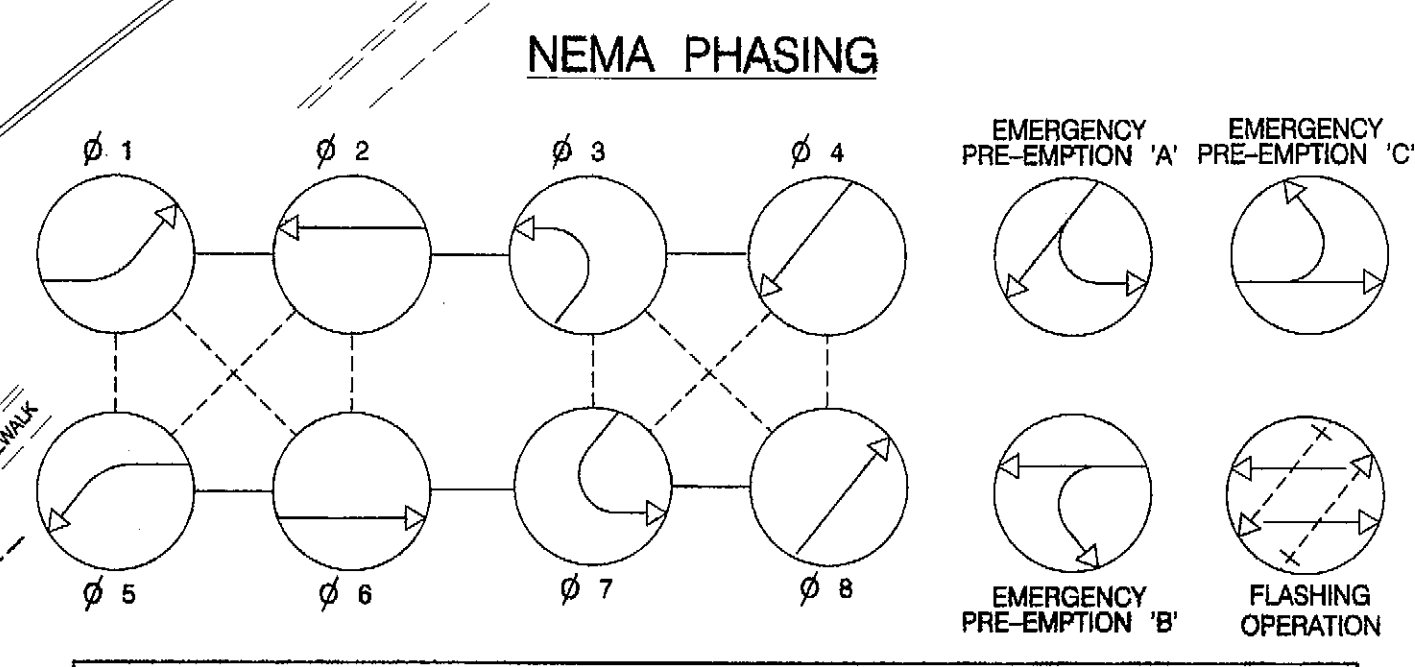 NEMA PHASING
Ø 1
Ø 2
Ø 3
Ø 4
EMERGENCY
PRE-EMPTION 'A'
EMERGENCY
PRE-EMPTION 'C'
Ø 5
Ø 6
Ø 7
Ø 8
EMERGENCY
PRE-EMPTION 'B'
FLASHING
OPERATION